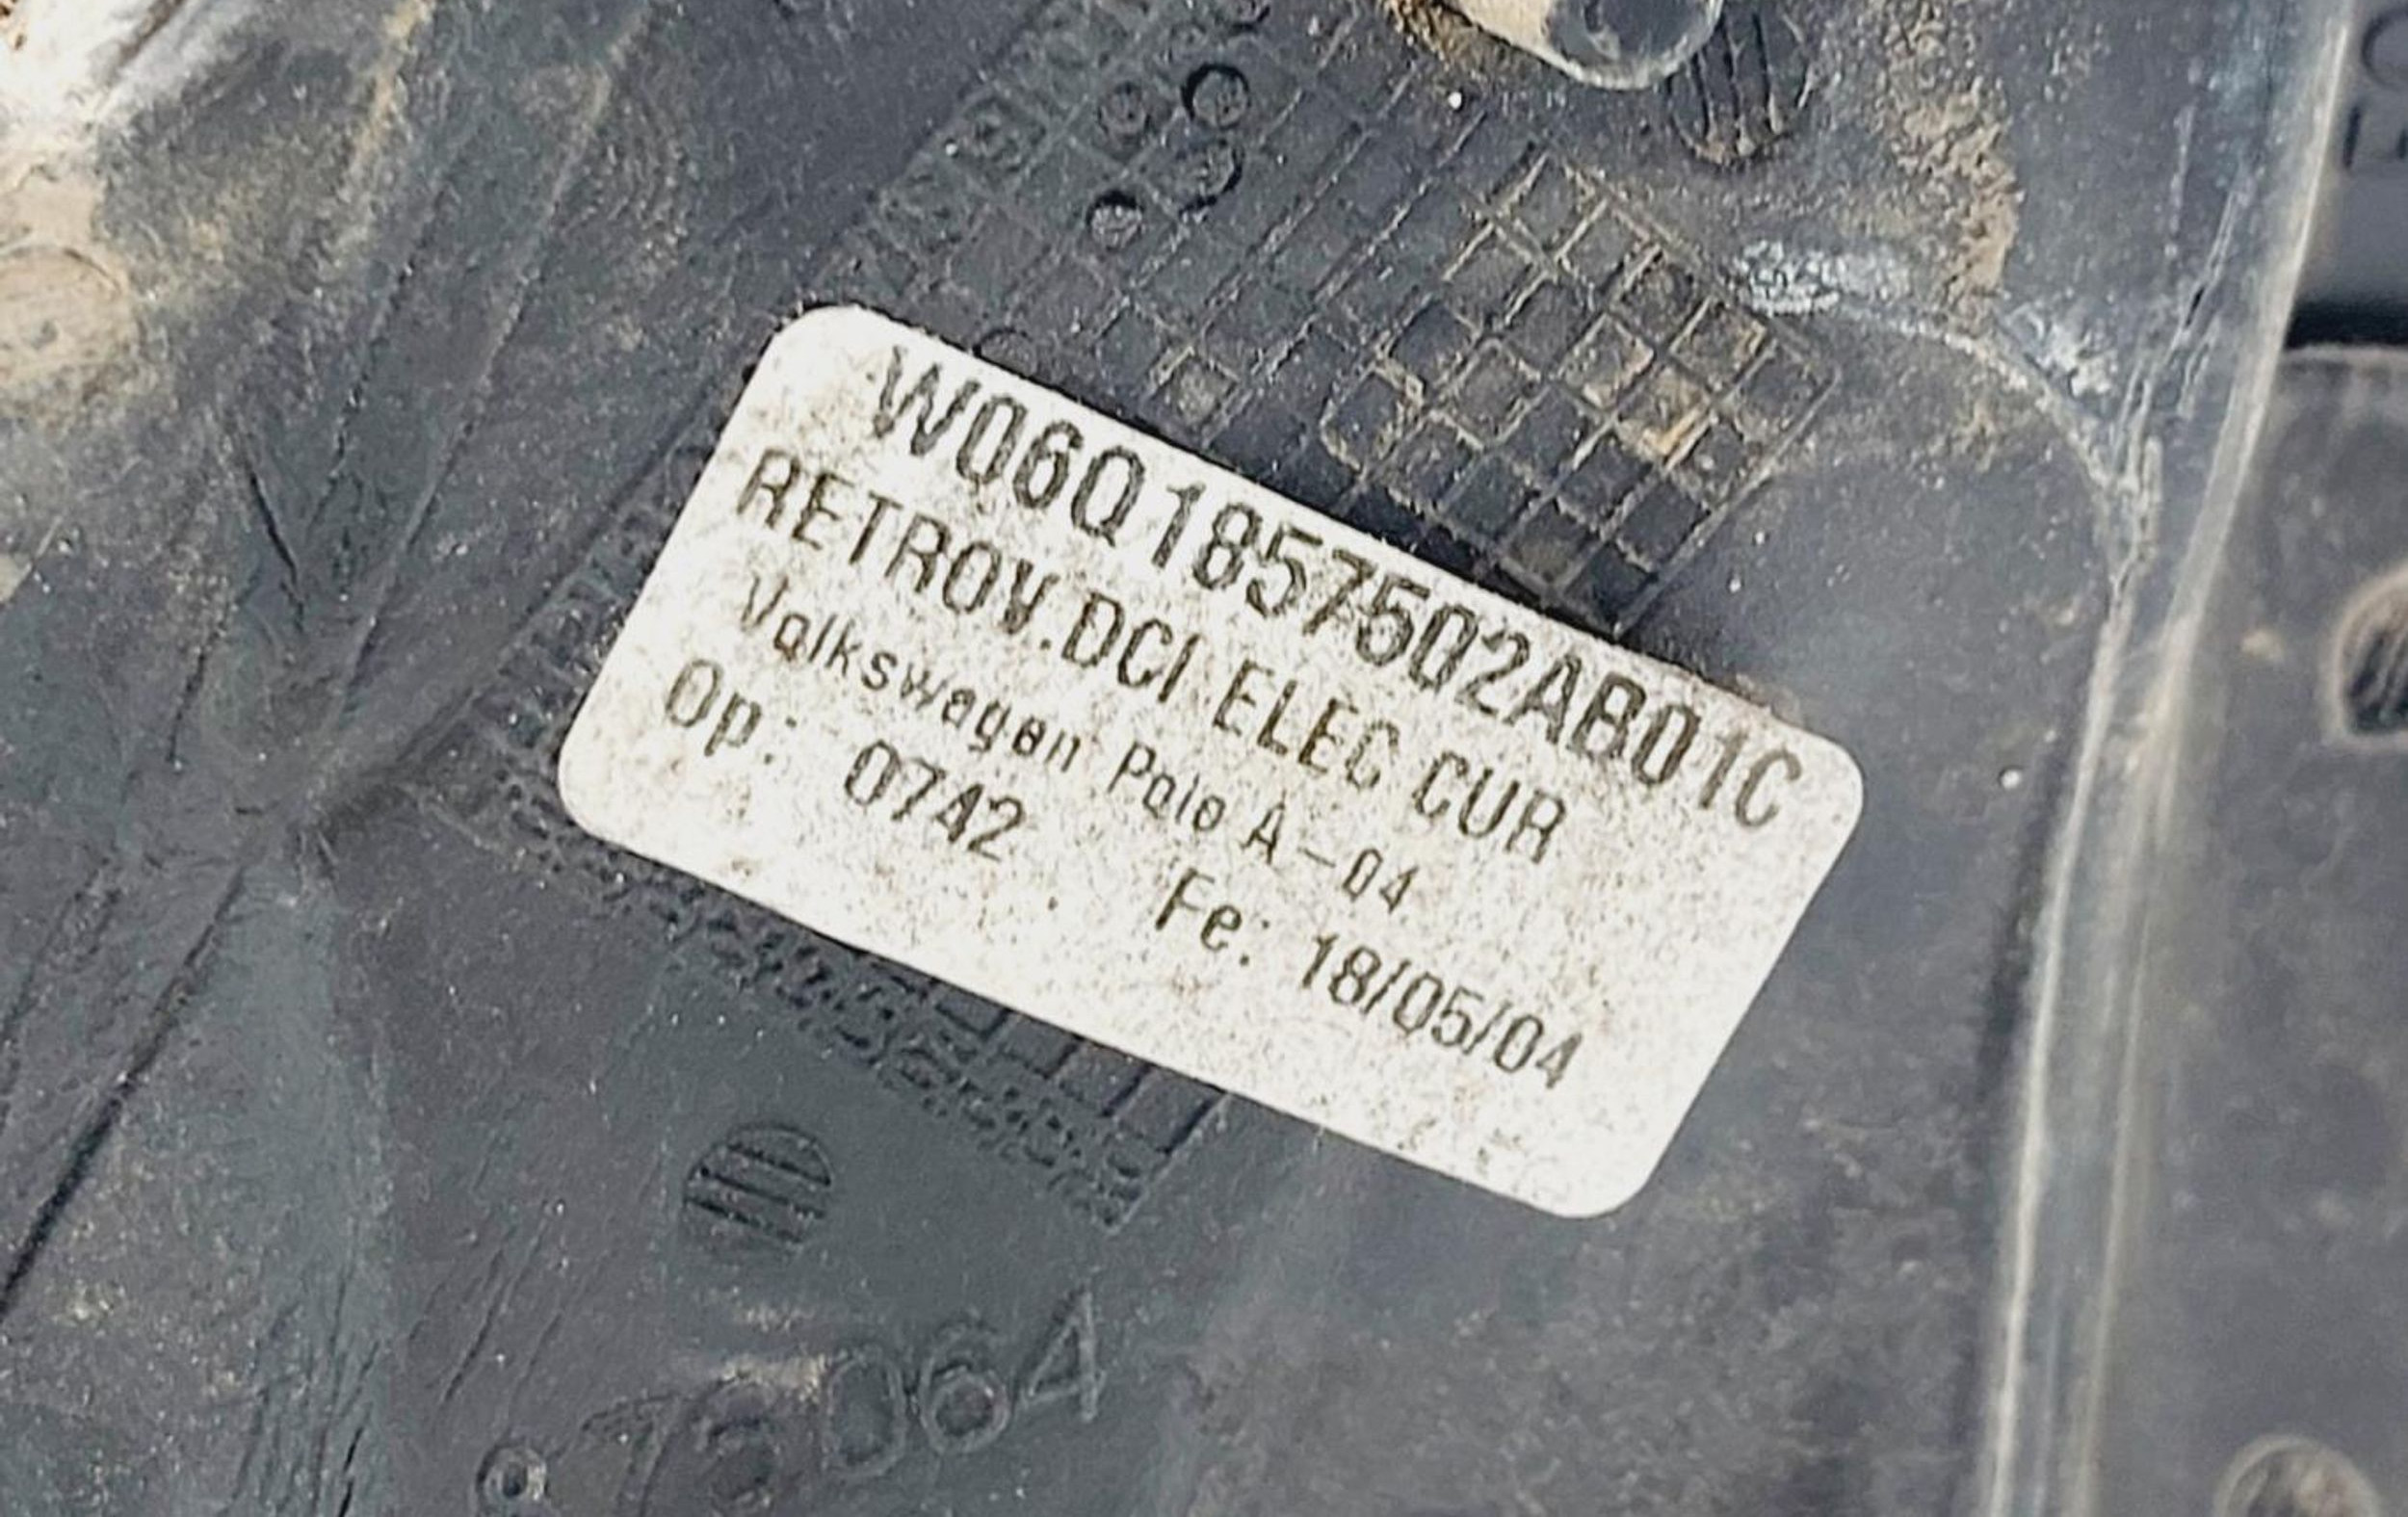 W06Q1857502AB01C
RETROV.DCI ELEC CUR
Volkswagen Polo A-04
Op: 0742 Fe: 18/05/04